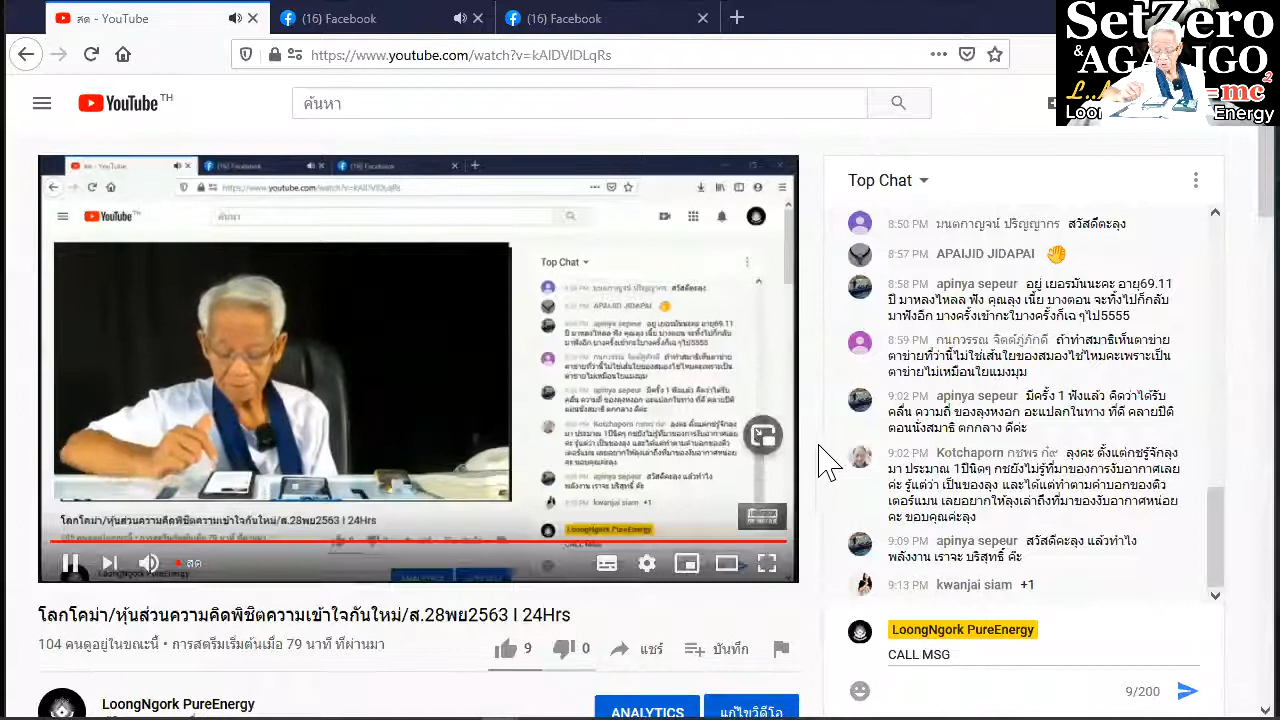 สด - YouTube
(16) Facebook
(16) Facebook
SetZero
&
https://www.youtube.com/watch?v=kAlDVIDLqRs
=mc²
Energy
YouTube TH
ค้นหา
Top Chat
8:50 PM มนตกาญจน์ ปริญญากร สวัสดีตะลุง
8:57 PM APAIJID JIDAPAI
8:58 PM apinya sepeur อยู่ เยอรมันนะคะ อายุ69.11
ปี มาหลงไหลล ฟัง คุณลุง เนี้ย บางตอน จะทิ้งไปก็กลับ
มาฟังอีก บางครั้งเข้ากะใบางครั้งก็เฉ ๆไป5555
8:59 PM กนกวรรณ จิตต์ภู่ภักดี ถ้าทำสมาธิเห็นตาข่าย
ตาข่ายที่ว่านี้ไม่ใช่เส้นใยของสมองใช่ไหมคะเพราะเป็น
ตาข่ายไม่เหมือนใยแมงมุม
9:02 PM apinya sepeur มีครั้ง 1 ฟังแล้ว คิดว่าได้รับ
คลื่น ความถี่ ของลุงหงอก อะแปลกในทาง ที่ดี คลายปิติ
ตอนนั่งสมาธิ ตกกลาง ดีค่ะ
9:02 PM Kotchaporn กชพร ก๋ะ ลุงคะ ตั้งแต่ชรู้จักลุง
มา ประมาณ 1ปีนิดๆ กชยังไม่รู้ที่มาของการงับอากาศเลย
ค่ะ รู้แต่ว่า เป็นของลุง และได้แต่ทำตามคำบอกของติว
เตอร์แมน เลยอยากให้ลุงเล่าถึงที่มาของงับอากาศหน่อย
ค่ะ ขอบคุณค่ะลุง
9:09 PM apinya sepeur สวัสดีคะลุง แล้วทำไง
พลังงาน เราจะ บริสุทธิ์ ค๊ะ
9:13 PM kwanjai siam +1
LoongNgork PureEnergy
CALL MSG
9/200
สด
โลกโคม่า/หุ้นส่วนความคิดพิชิตความเข้าใจกันใหม่/ส.28พย2563 I 24Hrs
104 คนดูอยู่ในขณะนี้ • การสตรีมเริ่มต้นเมื่อ 79 นาที ที่ผ่านมา
9
0
แชร์
บันทึก
LoongNgork PureEnergy
ANALYTICS
แก้ไขวิดีโอ